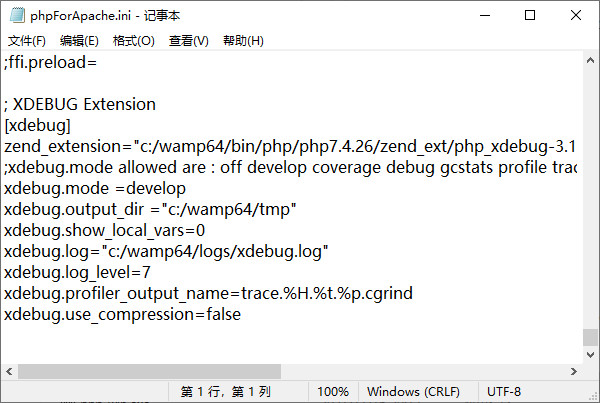 phpForApache.ini - 记事本
文件(F) 编辑(E) 格式(O) 查看(V) 帮助(H)
;ffi.preload=
; XDEBUG Extension
[xdebug]
zend_extension="c:/wamp64/bin/php/php7.4.26/zend_ext/php_xdebug-3.1
;xdebug.mode allowed are : off develop coverage debug gcstats profile trac
xdebug.mode =develop
xdebug.output_dir ="c:/wamp64/tmp"
xdebug.show_local_vars=0
xdebug.log="c:/wamp64/logs/xdebug.log"
xdebug.log_level=7
xdebug.profiler_output_name=trace.%H.%t.%p.cgrind
xdebug.use_compression=false
第 1 行，第 1 列 100% Windows (CRLF) UTF-8